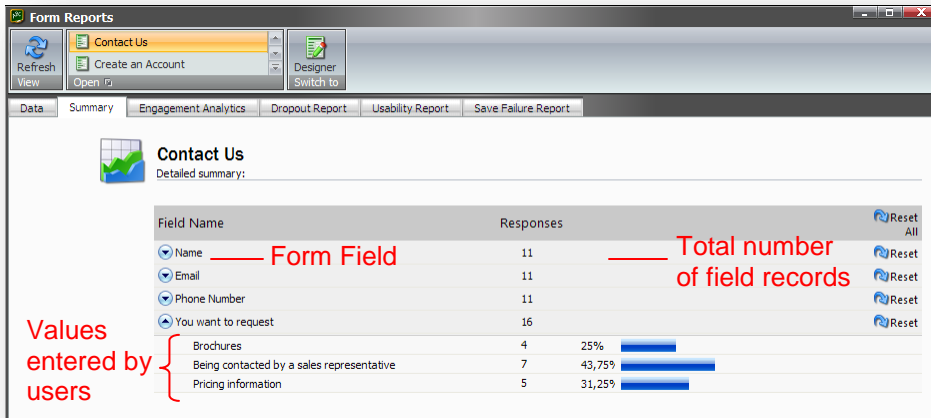 Form Reports
Refresh
View
Contact Us
Create an Account
Open
Designer
Switch to
Data Summary Engagement Analytics Dropout Report Usability Report Save Failure Report
Contact Us
Detailed summary:
Field Name Responses Reset All
Name 11 Reset
Form Field
Total number
of field records
Email 11 Reset
Phone Number 11 Reset
You want to request 16 Reset
Values
entered by
users
Brochures 4 25%
Being contacted by a sales representative 7 43,75%
Pricing information 5 31,25%